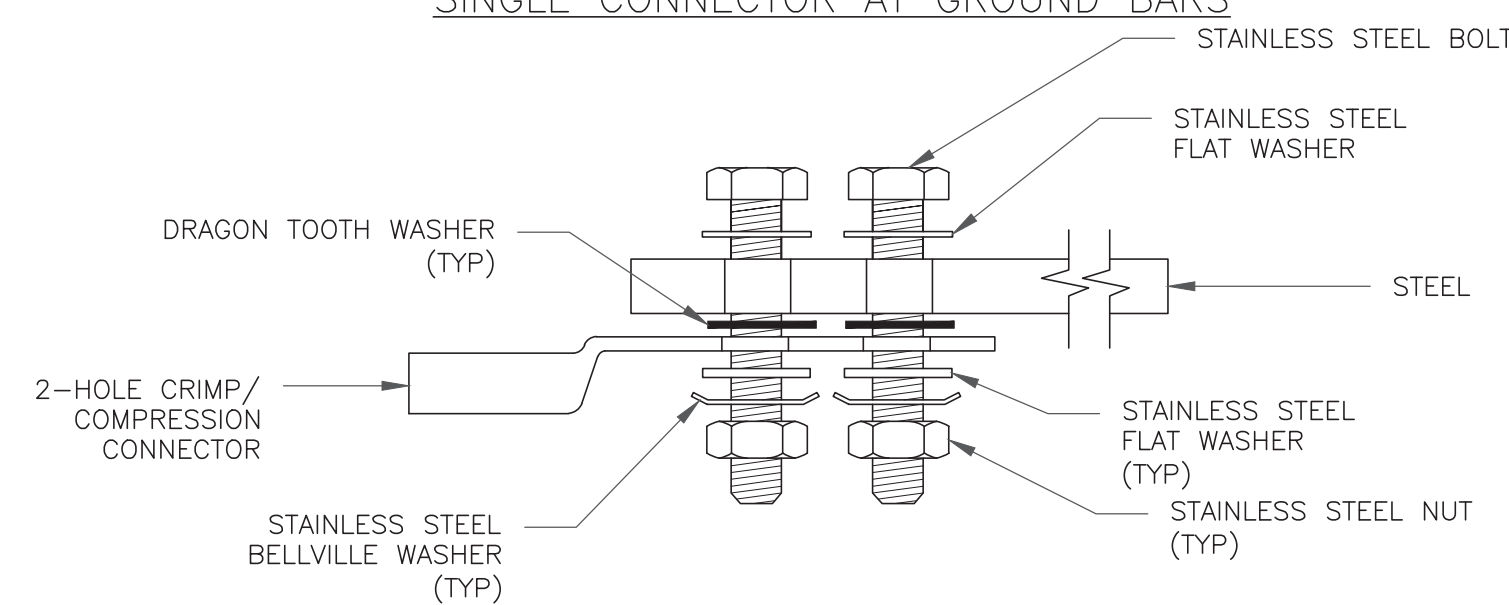 SINGLE CONNECTOR AT GROUND BARS
STAINLESS STEEL BOLT
STAINLESS STEEL
FLAT WASHER
DRAGON TOOTH WASHER
(TYP)
STEEL
2-HOLE CRIMP/
COMPRESSION
CONNECTOR
STAINLESS STEEL
FLAT WASHER
(TYP)
STAINLESS STEEL NUT
(TYP)
STAINLESS STEEL
BELLVILLE WASHER
(TYP)